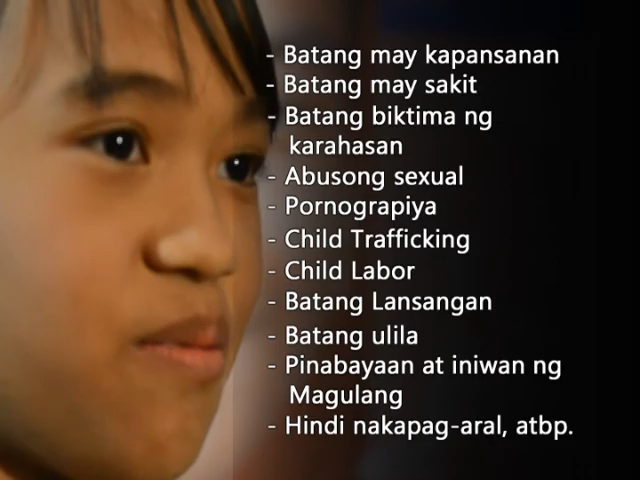 - Batang may kapansanan
- Batang may sakit
- Batang biktima ng
karahasan
- Abusong sexual
- Pornograpiya
- Child Trafficking
- Child Labor
- Batang Lansangan
- Batang ulila
- Pinabayaan at iniwan ng
Magulang
- Hindi nakapag-aral, atbp.